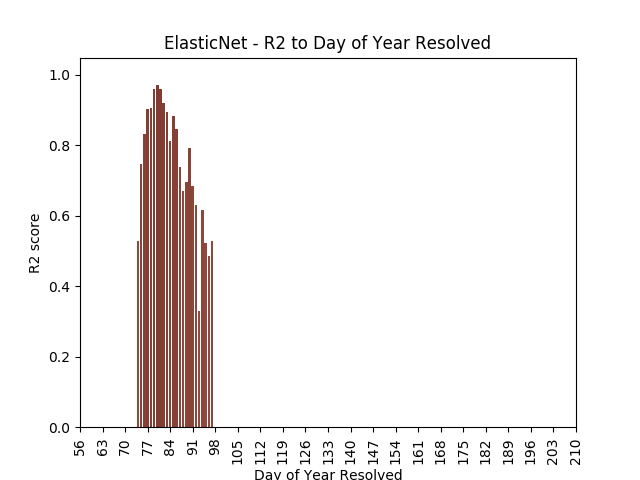 ElasticNet - R2 to Day of Year Resolved
1.0
0.8
0.6
0.4
0.2
0.0
R2 score
56 63 70 77 84 91 98 105 112 119 126 133 140 147 154 161 168 175 182 189 196 203 210
Day of Year Resolved